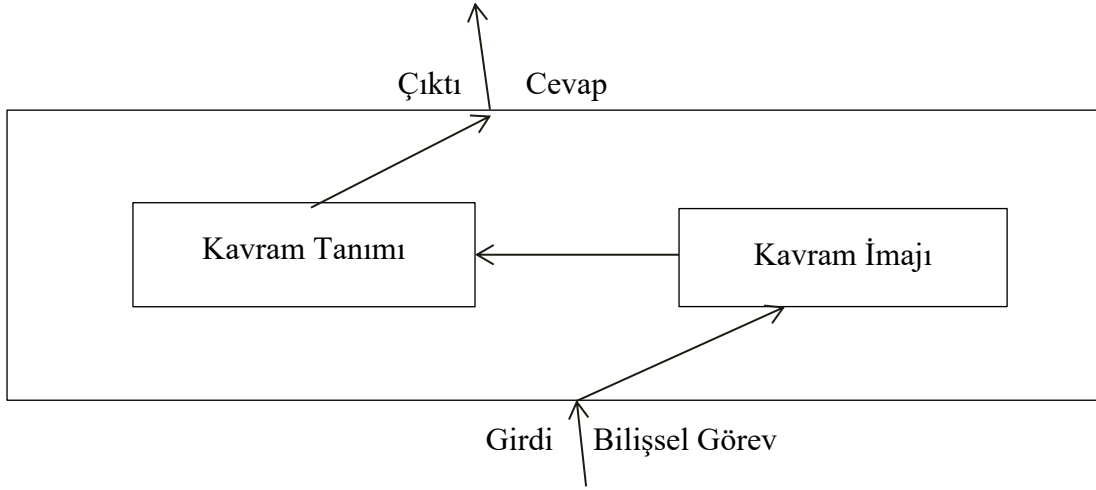 Çıktı Cevap
Kavram Tanımı
Kavram İmajı
Girdi Bilişsel Görev